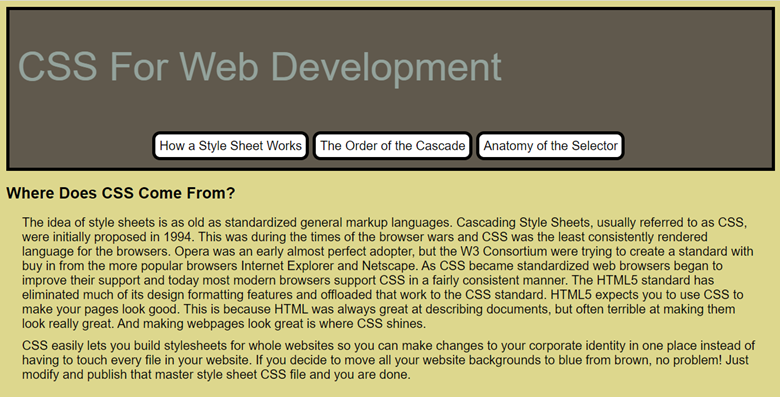 CSS For Web Development
How a Style Sheet Works The Order of the Cascade Anatomy of the Selector
Where Does CSS Come From?
The idea of style sheets is as old as standardized general markup languages. Cascading Style Sheets, usually referred to as CSS,
were initially proposed in 1994. This was during the times of the browser wars and CSS was the least consistently rendered
language for the browsers. Opera was an early almost perfect adopter, but the W3 Consortium were trying to create a standard with
buy in from the more popular browsers Internet Explorer and Netscape. As CSS became standardized web browsers began to
improve their support and today most modern browsers support CSS in a fairly consistent manner. The HTML5 standard has
eliminated much of its design formatting features and offloaded that work to the CSS standard. HTML5 expects you to use CSS to
make your pages look good. This is because HTML was always great at describing documents, but often terrible at making them
look really great. And making webpages look great is where CSS shines.
CSS easily lets you build stylesheets for whole websites so you can make changes to your corporate identity in one place instead of
having to touch every file in your website. If you decide to move all your website backgrounds to blue from brown, no problem! Just
modify and publish that master style sheet CSS file and you are done.